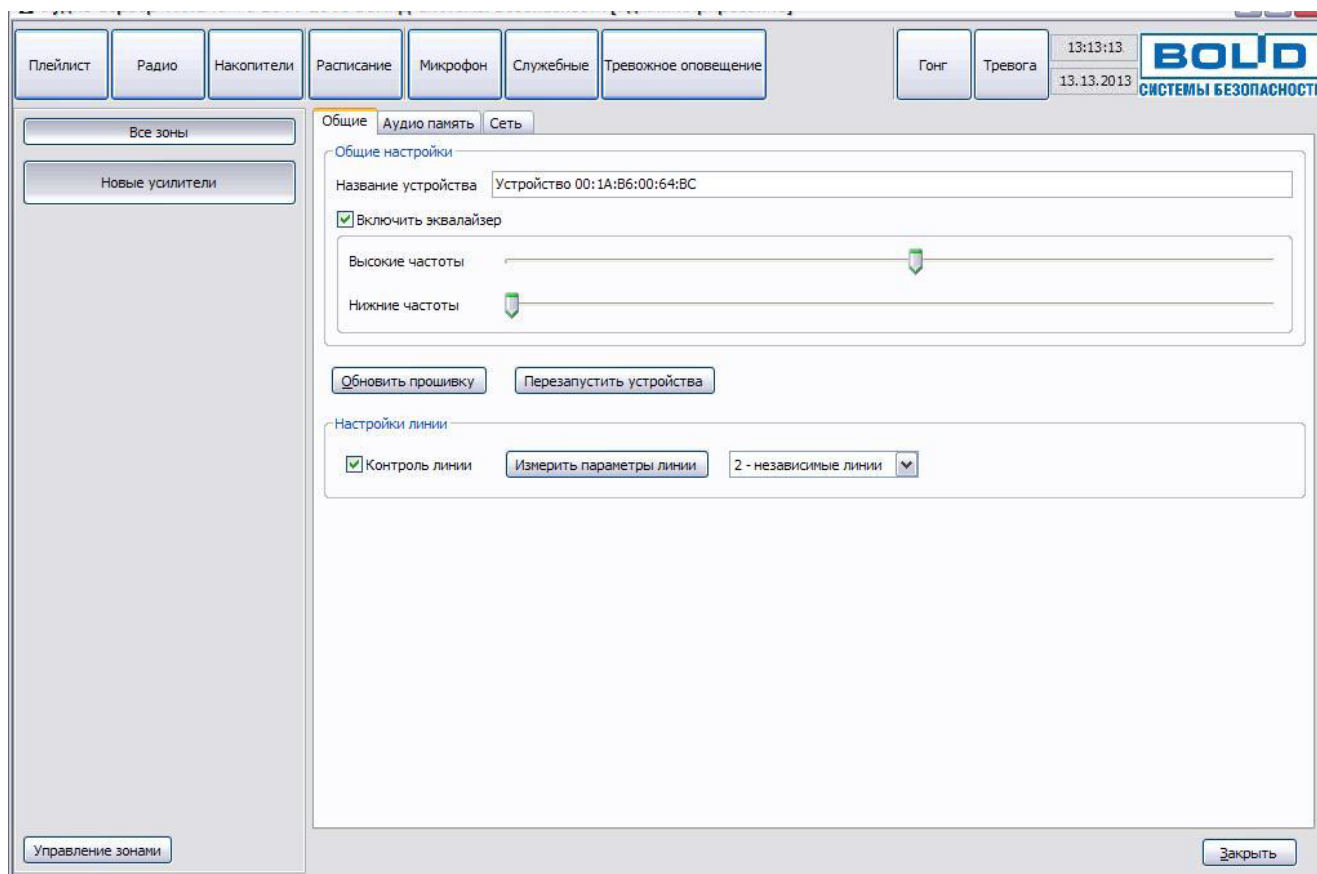 Плейлист Радио Накопители Расписание Микрофон Служебные Тревожное оповещение Гонг Тревога 13:13:13 BOLID
13.13.2013 СИСТЕМЫ БЕЗОПАСНОСТИ
Все зоны
Новые усилители
Общие Аудио память Сеть
Общие настройки
Название устройства Устройство 00:1A:B6:00:64:BC
Включить эквалайзер
Высокие частоты
Нижние частоты
Обновить прошивку Перезапустить устройства
Настройки линии
Контроль линии Измерить параметры линии 2 - независимые линии
Управление зонами Закрыть